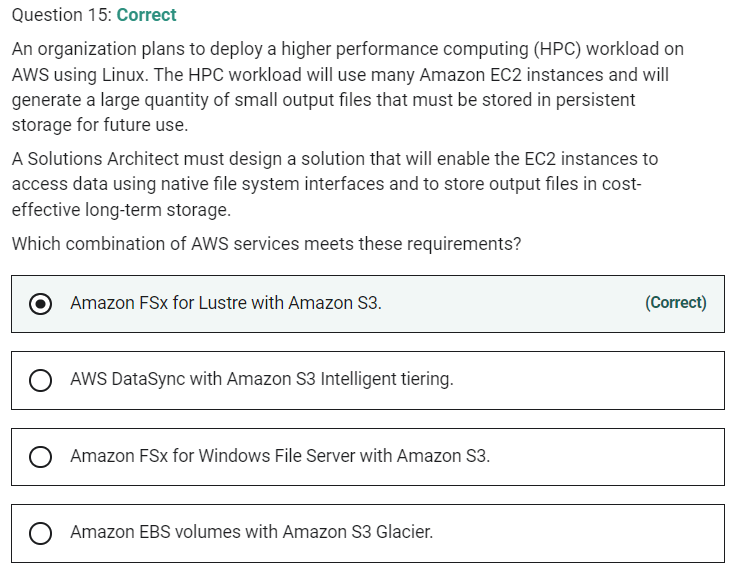 Question 15: Correct
An organization plans to deploy a higher performance computing (HPC) workload on
AWS using Linux. The HPC workload will use many Amazon EC2 instances and will
generate a large quantity of small output files that must be stored in persistent
storage for future use.
A Solutions Architect must design a solution that will enable the EC2 instances to
access data using native file system interfaces and to store output files in cost-
effective long-term storage.
Which combination of AWS services meets these requirements?
Amazon FSx for Lustre with Amazon S3. (Correct)
AWS DataSync with Amazon S3 Intelligent tiering.
Amazon FSx for Windows File Server with Amazon S3.
Amazon EBS volumes with Amazon S3 Glacier.